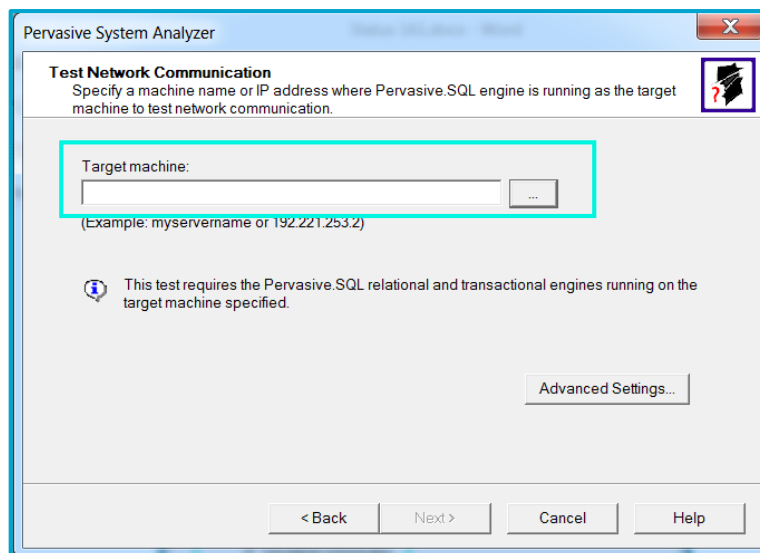 Pervasive System Analyzer
Test Network Communication
Specify a machine name or IP address where Pervasive.SQL engine is running as the target
machine to test network communication.
Target machine:
...
(Example: myservername or 192.221.253.2)
This test requires the Pervasive.SQL relational and transactional engines running on the
target machine specified.
Advanced Settings...
< Back
Next >
Cancel
Help